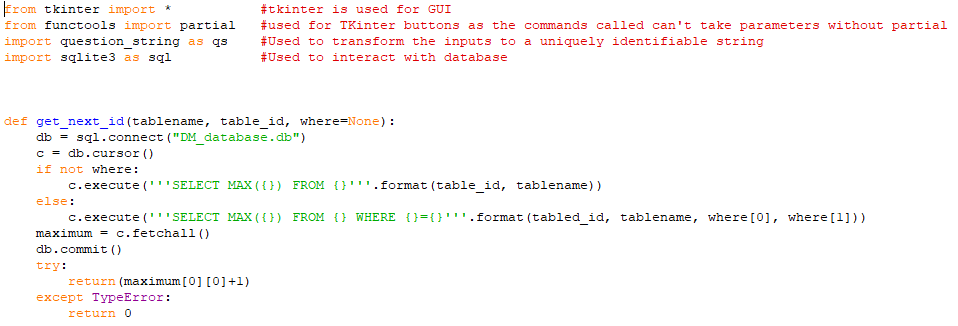 from tkinter import *           #tkinter is used for GUI
from functools import partial   #used for TKinter buttons as the commands called can't take parameters without partial
import question_string as qs    #Used to transform the inputs to a uniquely identifiable string
import sqlite3 as sql           #Used to interact with database
def get_next_id(tablename, table_id, where=None):
    db = sql.connect("DM_database.db")
    c = db.cursor()
    if not where:
        c.execute('''SELECT MAX({}) FROM {}'''.format(table_id, tablename))
    else:
        c.execute('''SELECT MAX({}) FROM {} WHERE {}={}'''.format(tabled_id, tablename, where[0], where[1]))
    maximum = c.fetchall()
    db.commit()
    try:
        return(maximum[0][0]+1)
    except TypeError:
        return 0